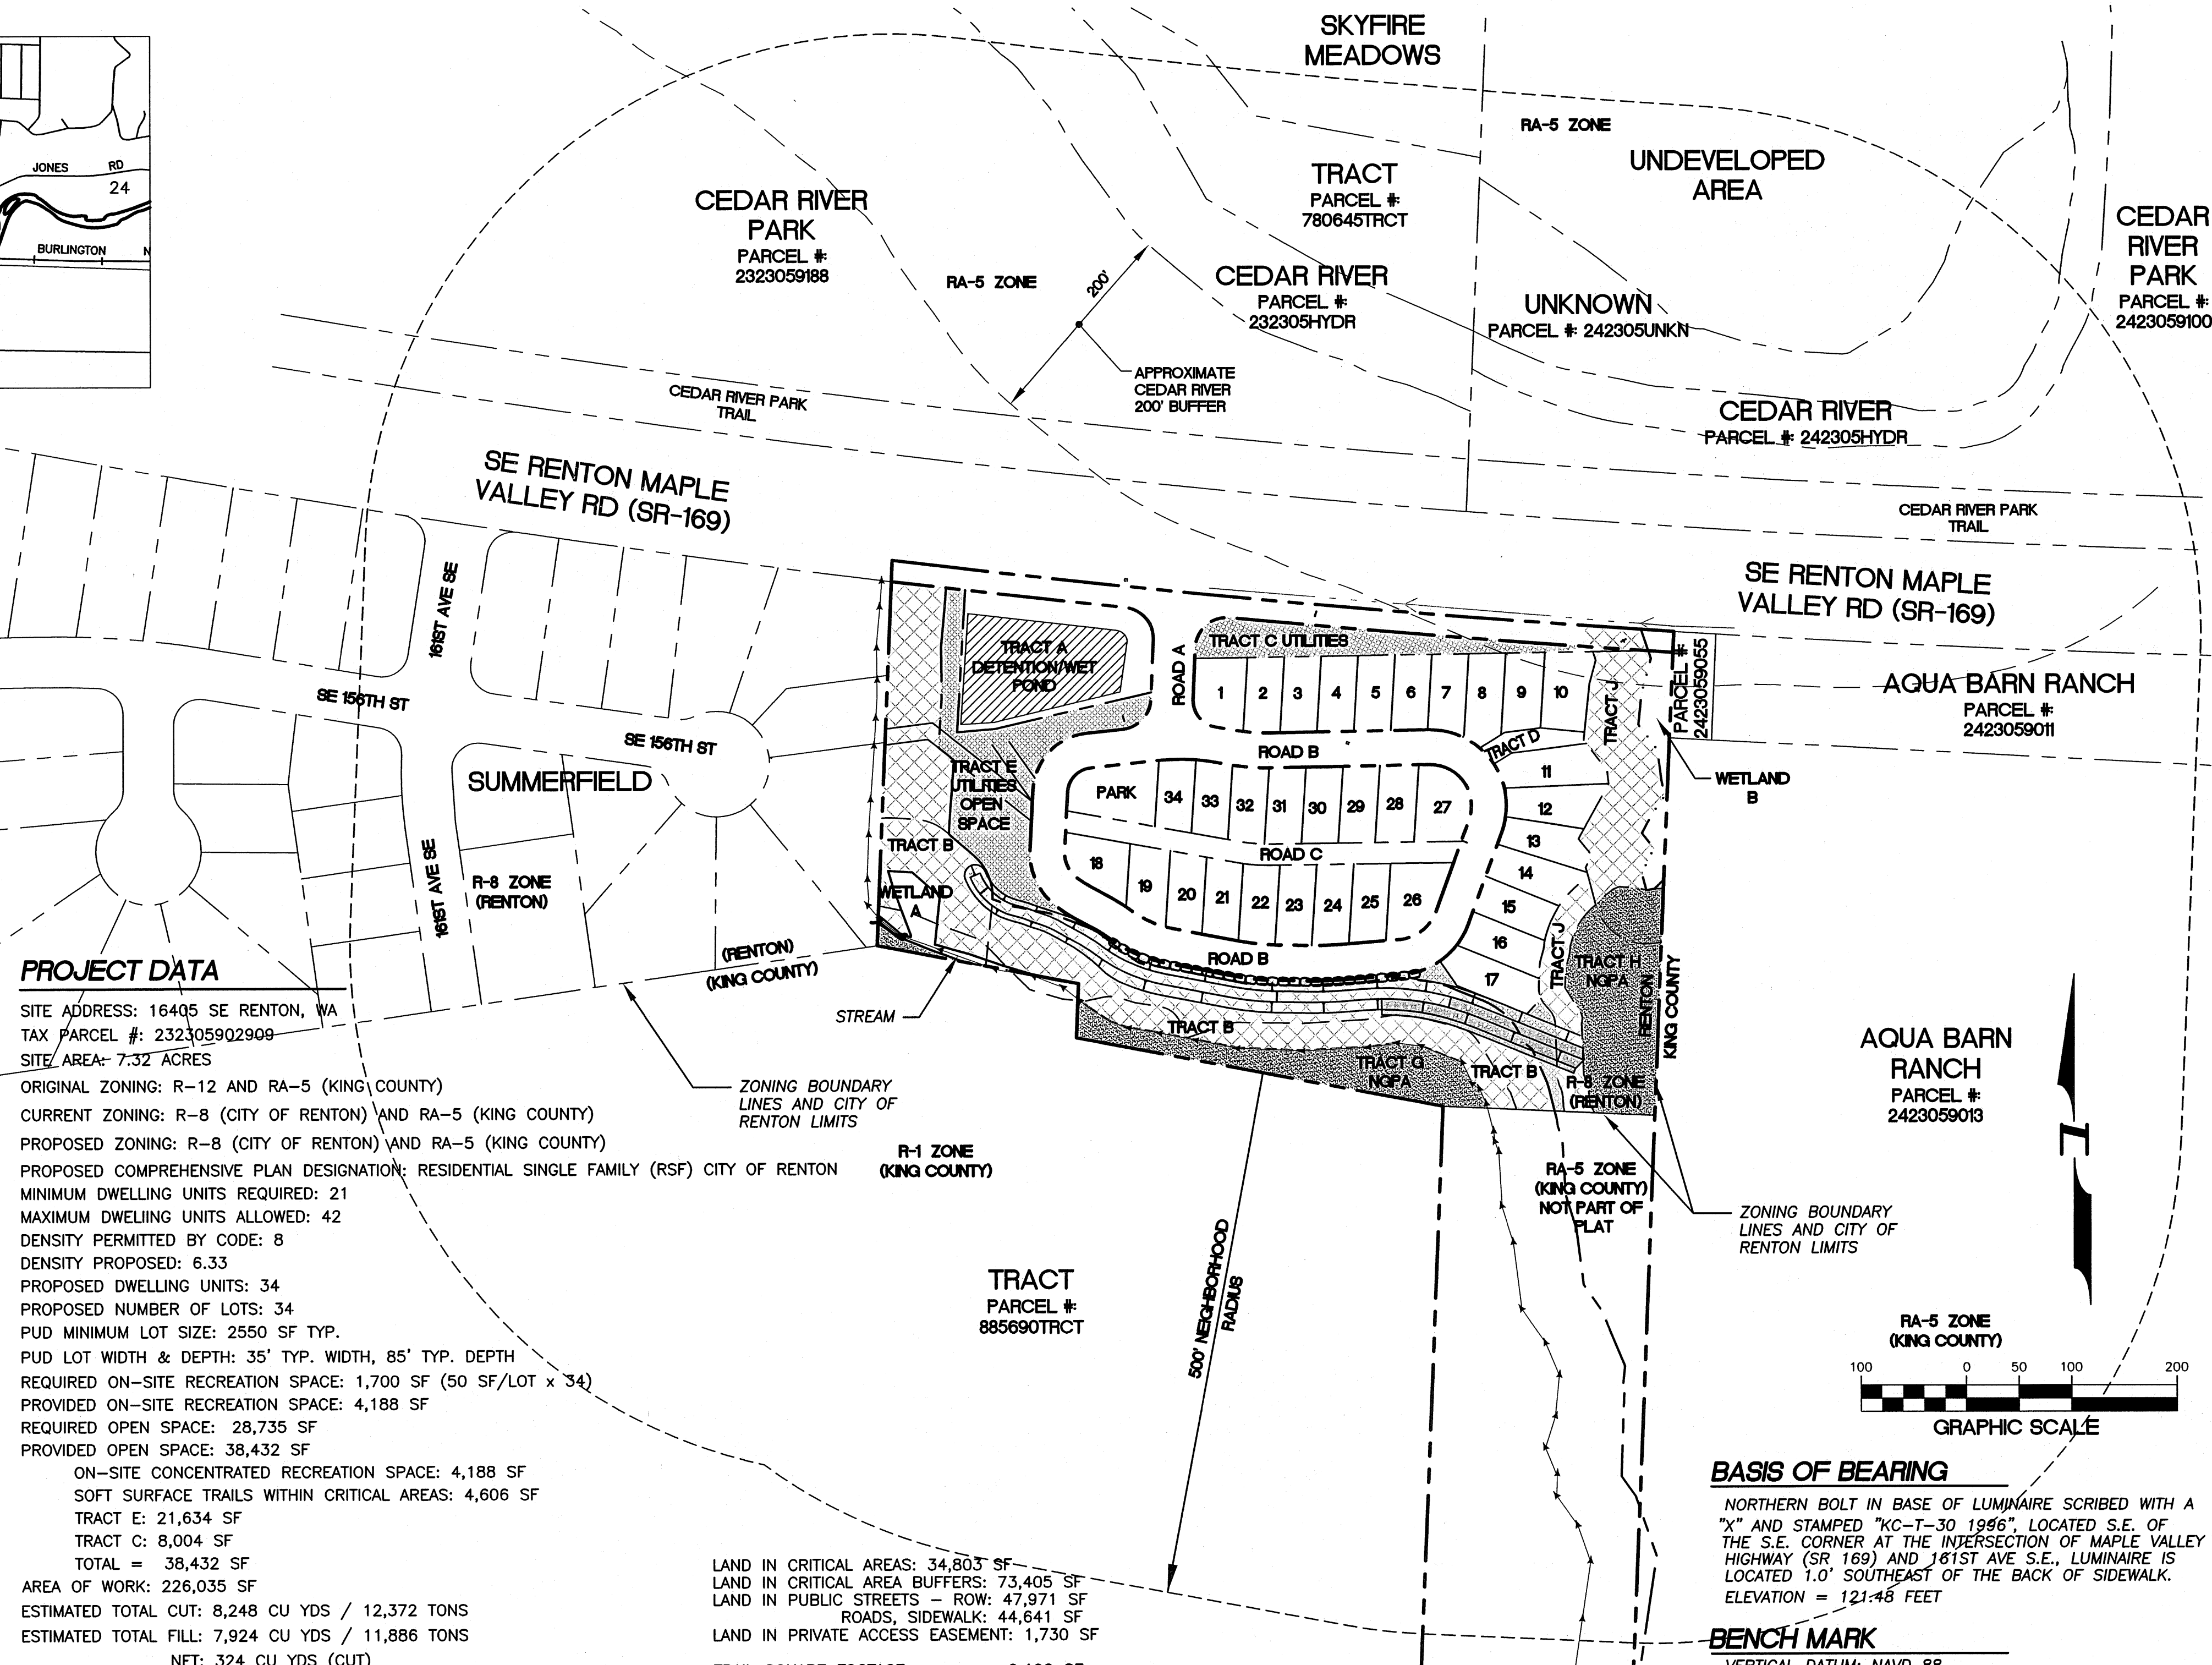 SKYFIRE
MEADOWS
RA-5 ZONE
UNDEVELOPED
AREA
TRACT
PARCEL #:
780645TRCT
JONES RD
24
BURLINGTON N
CEDAR RIVER
PARK
PARCEL #:
2323059188
RA-5 ZONE
200'
CEDAR RIVER
PARCEL #:
232305HYDR
UNKNOWN
PARCEL #: 242305UNKN
CEDAR
RIVER
PARK
PARCEL #:
2423059100
APPROXIMATE
CEDAR RIVER
200' BUFFER
CEDAR RIVER PARK
TRAIL
CEDAR RIVER
PARCEL #: 242305HYDR
SE RENTON MAPLE
VALLEY RD (SR-169)
CEDAR RIVER PARK
TRAIL
SE RENTON MAPLE
VALLEY RD (SR-169)
161ST AVE SE
SE 156TH ST
SE 156TH ST
SUMMERFIELD
161ST AVE SE
R-8 ZONE
(RENTON)
TRACT A
DETENTION/WET
POND
ROAD A
TRACT C UTILITIES
1 2 3 4 5 6 7 8 9 10
TRACT J
PARCEL #:
2423059055
AQUA BARN RANCH
PARCEL #:
2423059011
ROAD B
TRACT D
11
WETLAND
B
TRACT E
UTILITIES
OPEN
SPACE
PARK 34 33 32 31 30 29 28 27
12
13
TRACT B
ROAD C
14
18 19 20 21 22 23 24 25 26
15
WETLAND
A
16
17
ROAD B
TRACT J
TRACT H
NGPA
RENTON
KING COUNTY
(RENTON)
(KING COUNTY)
STREAM
TRACT B
TRACT G
NGPA
TRACT B
R-8 ZONE
(RENTON)
ZONING BOUNDARY
LINES AND CITY OF
RENTON LIMITS
R-1 ZONE
(KING COUNTY)
RA-5 ZONE
(KING COUNTY)
NOT PART OF
PLAT
AQUA BARN
RANCH
PARCEL #:
2423059013
ZONING BOUNDARY
LINES AND CITY OF
RENTON LIMITS
TRACT
PARCEL #:
885690TRCT
500' NEIGHBORHOOD
RADIUS
RA-5 ZONE
(KING COUNTY)
100 0 50 100 200
GRAPHIC SCALE
PROJECT DATA
SITE ADDRESS: 16405 SE RENTON, WA
TAX PARCEL #: 232305902909
SITE AREA: 7.32 ACRES
ORIGINAL ZONING: R-12 AND RA-5 (KING COUNTY)
CURRENT ZONING: R-8 (CITY OF RENTON) AND RA-5 (KING COUNTY)
PROPOSED ZONING: R-8 (CITY OF RENTON) AND RA-5 (KING COUNTY)
PROPOSED COMPREHENSIVE PLAN DESIGNATION: RESIDENTIAL SINGLE FAMILY (RSF) CITY OF RENTON
MINIMUM DWELLING UNITS REQUIRED: 21
MAXIMUM DWELIING UNITS ALLOWED: 42
DENSITY PERMITTED BY CODE: 8
DENSITY PROPOSED: 6.33
PROPOSED DWELLING UNITS: 34
PROPOSED NUMBER OF LOTS: 34
PUD MINIMUM LOT SIZE: 2550 SF TYP.
PUD LOT WIDTH & DEPTH: 35' TYP. WIDTH, 85' TYP. DEPTH
REQUIRED ON-SITE RECREATION SPACE: 1,700 SF (50 SF/LOT x 34)
PROVIDED ON-SITE RECREATION SPACE: 4,188 SF
REQUIRED OPEN SPACE: 28,735 SF
PROVIDED OPEN SPACE: 38,432 SF
ON-SITE CONCENTRATED RECREATION SPACE: 4,188 SF
SOFT SURFACE TRAILS WITHIN CRITICAL AREAS: 4,606 SF
TRACT E: 21,634 SF
TRACT C: 8,004 SF
TOTAL = 38,432 SF
AREA OF WORK: 226,035 SF
ESTIMATED TOTAL CUT: 8,248 CU YDS / 12,372 TONS
ESTIMATED TOTAL FILL: 7,924 CU YDS / 11,886 TONS
NET: 324 CU YDS (CUT)
LAND IN CRITICAL AREAS: 34,803 SF
LAND IN CRITICAL AREA BUFFERS: 73,405 SF
LAND IN PUBLIC STREETS - ROW: 47,971 SF
ROADS, SIDEWALK: 44,641 SF
LAND IN PRIVATE ACCESS EASEMENT: 1,730 SF
BASIS OF BEARING
NORTHERN BOLT IN BASE OF LUMINAIRE SCRIBED WITH A
"X" AND STAMPED "KC-T-30 1996", LOCATED S.E. OF
THE S.E. CORNER AT THE INTERSECTION OF MAPLE VALLEY
HIGHWAY (SR 169) AND 161ST AVE S.E., LUMINAIRE IS
LOCATED 1.0' SOUTHEAST OF THE BACK OF SIDEWALK.
ELEVATION = 121.48 FEET
BENCH MARK
VERTICAL DATUM: NAVD 88